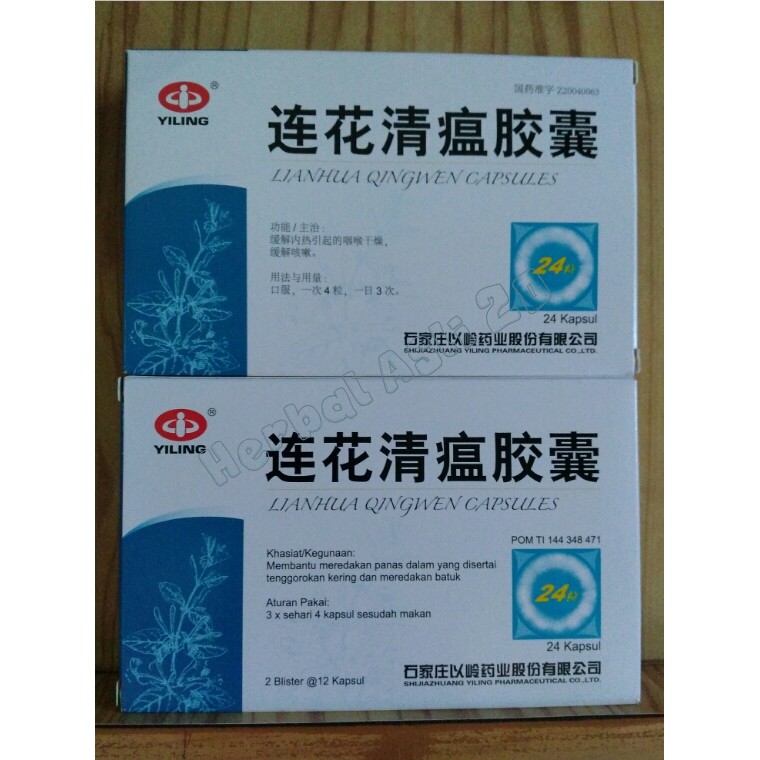 YILING®
国药准字 Z20040063
连花清瘟胶囊
LIANHUA QINGWEN CAPSULES
功能 / 主治:
缓解内热引起的咽喉干燥,
缓解咳嗽。
用法与用量:
口服, 一次 4 粒, 一日 3 次。
24粒
24 Kapsul
石家庄以岭药业股份有限公司
SHIJIAZHUANG YILING PHARMACEUTICAL CO.,LTD.
Herbal Asli 20
YILING®
连花清瘟胶囊
LIANHUA QINGWEN CAPSULES
POM TI 144 348 471
Khasiat/Kegunaan:
Membantu meredakan panas dalam yang disertai
tenggorokan kering dan meredakan batuk
Aturan Pakai:
3 x sehari 4 kapsul sesudah makan
24粒
24 Kapsul
2 Blister @12 Kapsul
石家庄以岭药业股份有限公司
SHIJIAZHUANG YILING PHARMACEUTICAL CO.,LTD.